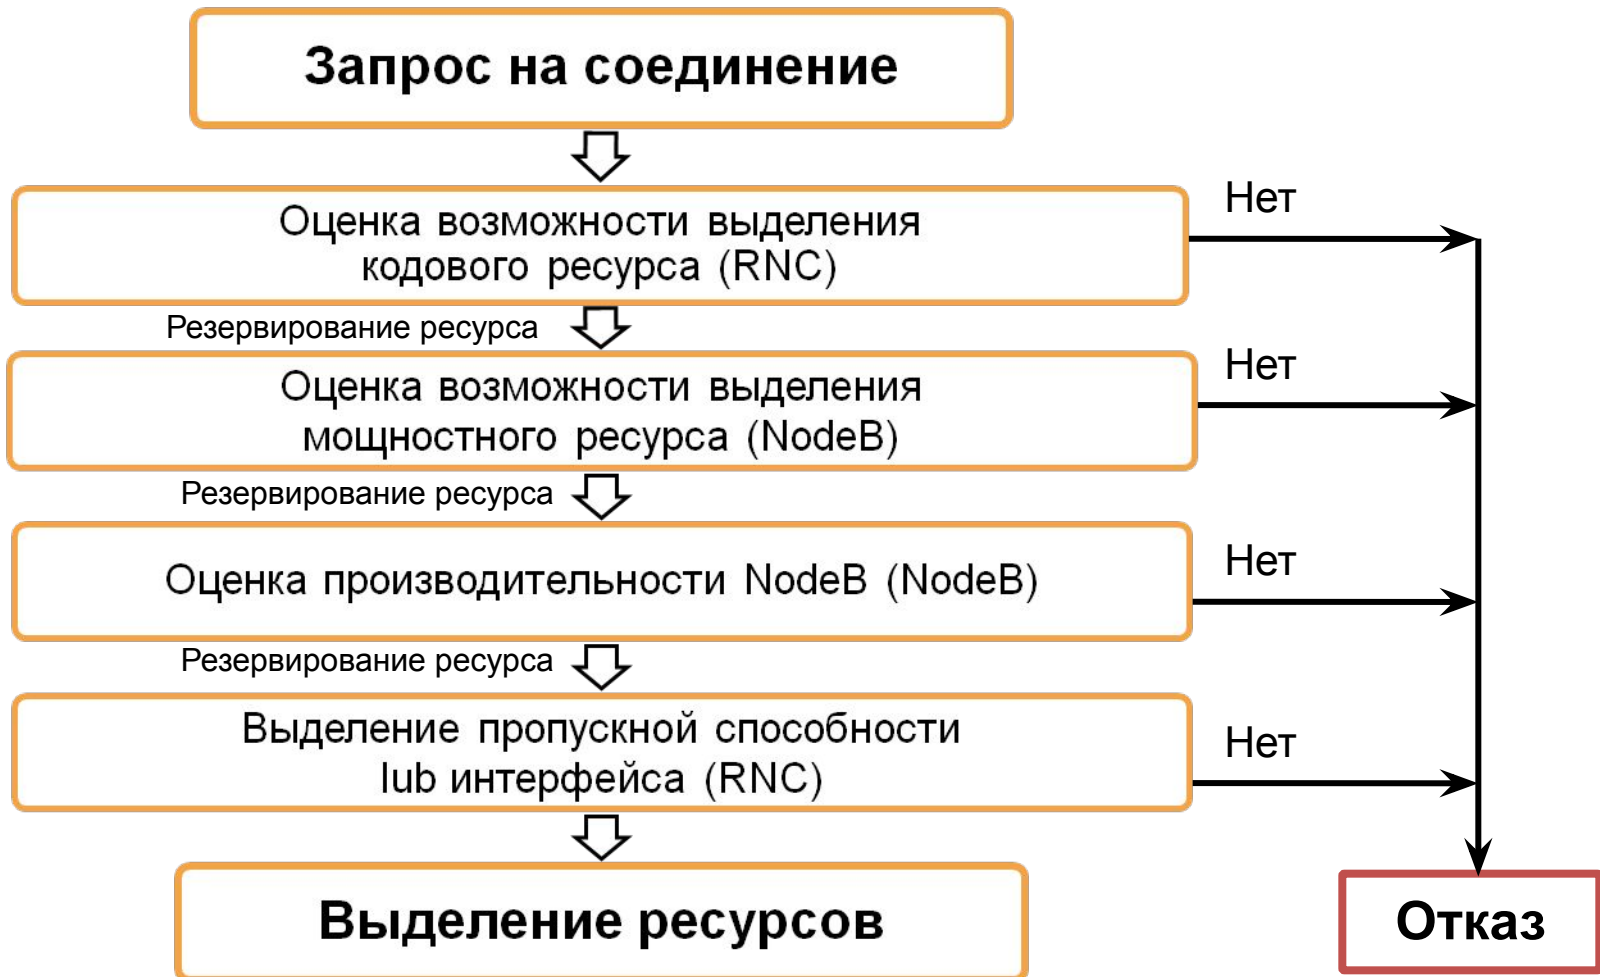 Запрос на соединение
Оценка возможности выделения
кодового ресурса (RNC)
Нет
Резервирование ресурса
Оценка возможности выделения
мощностного ресурса (NodeB)
Нет
Резервирование ресурса
Оценка производительности NodeB (NodeB)
Нет
Резервирование ресурса
Выделение пропускной способности
Iub интерфейса (RNC)
Нет
Выделение ресурсов
Отказ